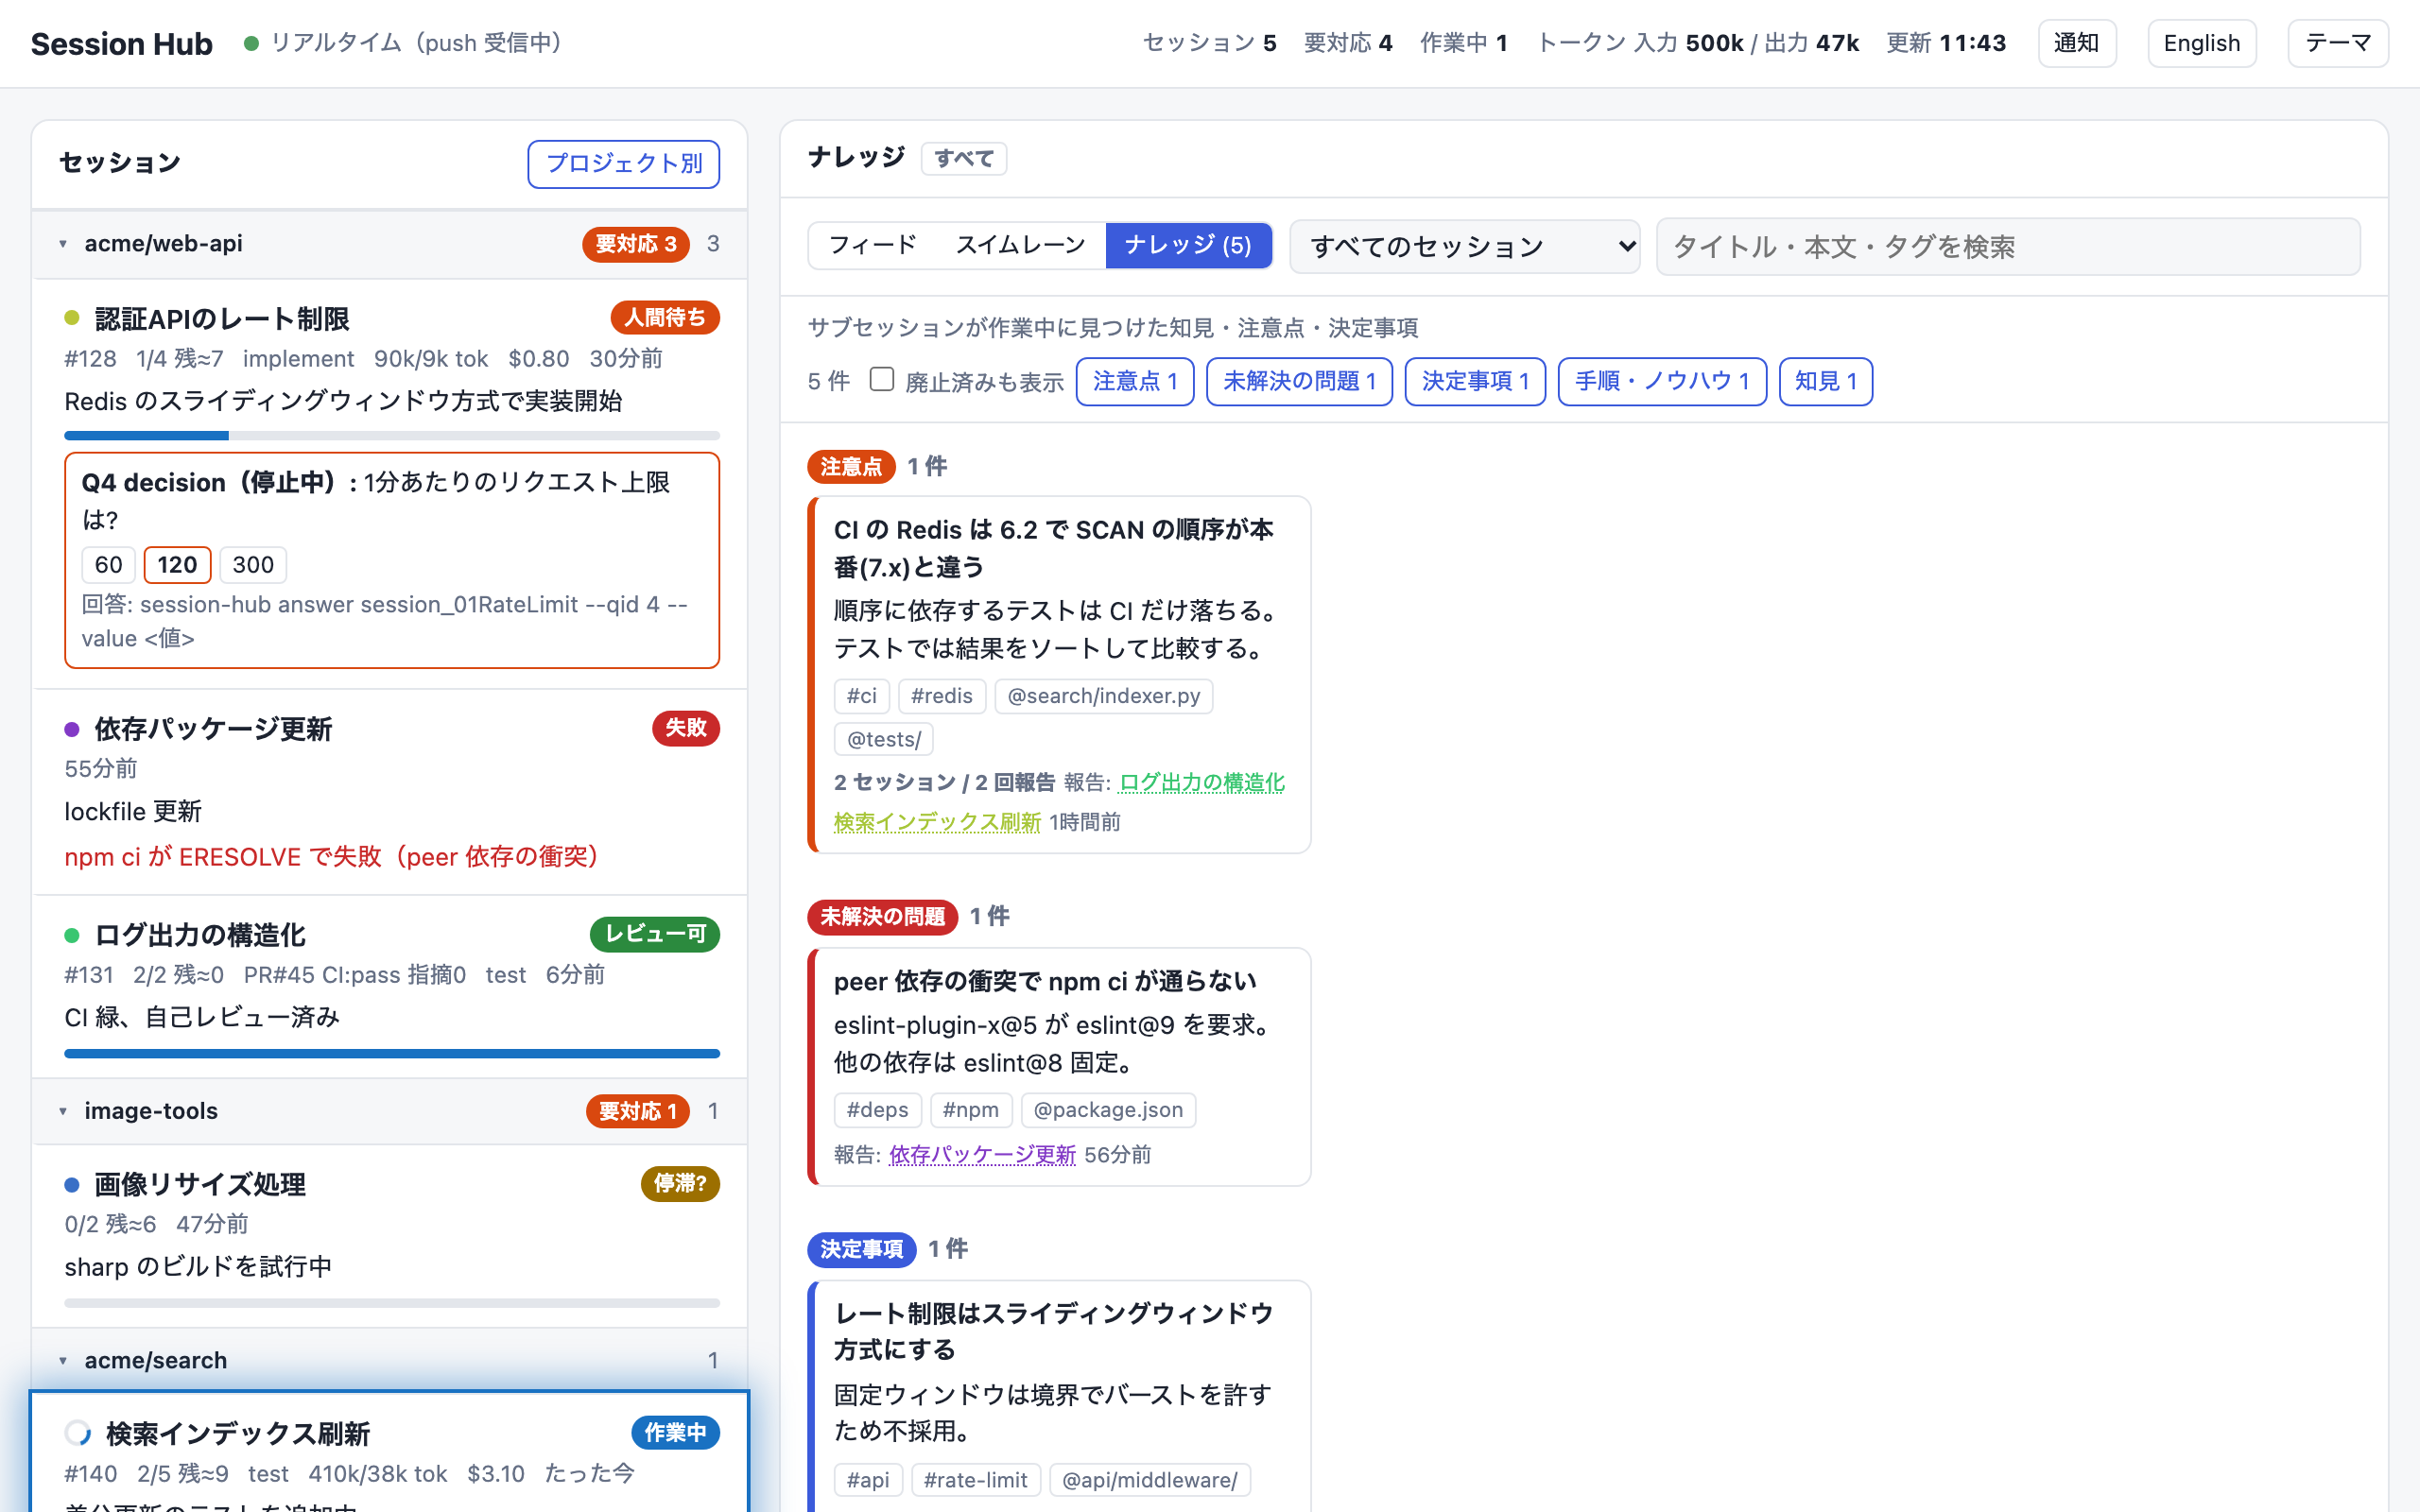 Session Hub
リアルタイム（push 受信中）
セッション 5 要対応 4 作業中 1 トークン 入力 500k / 出力 47k 更新 11:43
通知
English
テーマ
セッション
プロジェクト別
acme/web-api
要対応 3
3
認証APIのレート制限
人間待ち
#128 1/4 残≈7 implement 90k/9k tok $0.80 30分前
Redis のスライディングウィンドウ方式で実装開始
Q4 decision（停止中）: 1分あたりのリクエスト上限
は?
60 120 300
回答: session-hub answer session_01RateLimit --qid 4 --
value <値>
依存パッケージ更新
失敗
55分前
lockfile 更新
npm ci が ERESOLVE で失敗（peer 依存の衝突）
ログ出力の構造化
レビュー可
#131 2/2 残≈0 PR#45 CI:pass 指摘0 test 6分前
CI 緑、自己レビュー済み
image-tools
要対応 1
1
画像リサイズ処理
停滞?
0/2 残≈6 47分前
sharp のビルドを試行中
acme/search
1
検索インデックス刷新
作業中
#140 2/5 残≈9 test 410k/38k tok $3.10 たった今
ナレッジ
すべて
フィード
スイムレーン
ナレッジ (5)
すべてのセッション
タイトル・本文・タグを検索
サブセッションが作業中に見つけた知見・注意点・決定事項
5 件
廃止済みも表示
注意点 1
未解決の問題 1
決定事項 1
手順・ノウハウ 1
知見 1
注意点 1 件
CI の Redis は 6.2 で SCAN の順序が本
番(7.x)と違う
順序に依存するテストは CI だけ落ちる。
テストでは結果をソートして比較する。
#ci #redis @search/indexer.py
@tests/
2 セッション / 2 回報告 報告: ログ出力の構造化
検索インデックス刷新 1時間前
未解決の問題 1 件
peer 依存の衝突で npm ci が通らない
eslint-plugin-x@5 が eslint@9 を要求。
他の依存は eslint@8 固定。
#deps #npm @package.json
報告: 依存パッケージ更新 56分前
決定事項 1 件
レート制限はスライディングウィンドウ
方式にする
固定ウィンドウは境界でバーストを許す
ため不採用。
#api #rate-limit @api/middleware/